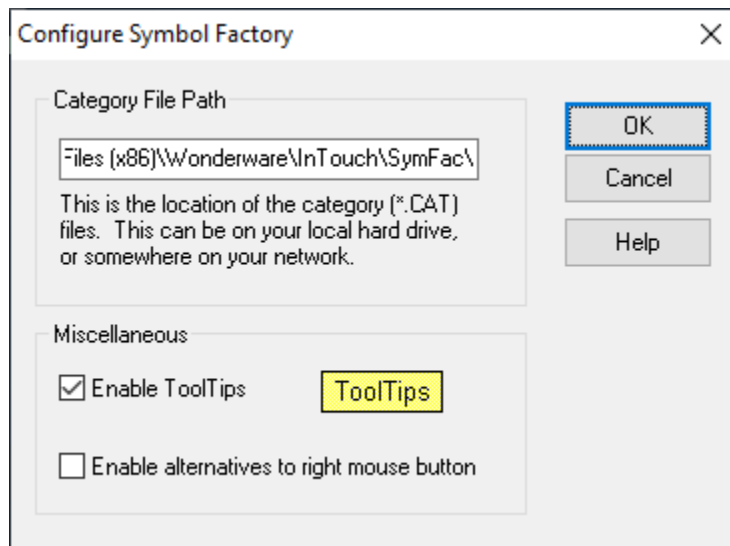 Configure Symbol Factory
Category File Path
Files (x86)\Wonderware\InTouch\SymFac\
This is the location of the category (*.CAT)
files. This can be on your local hard drive,
or somewhere on your network.
OK
Cancel
Help
Miscellaneous
Enable ToolTips
ToolTips
Enable alternatives to right mouse button